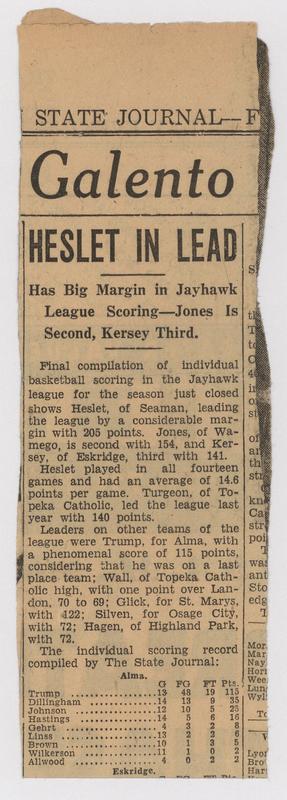 STATE JOURNAL—F
Galento
HESLET IN LEAD
Has Big Margin in Jayhawk
League Scoring—Jones Is
Second, Kersey Third.
Final compilation of individual
basketball scoring in the Jayhawk
league for the season just closed
shows Heslet, of Seaman, leading
the league by a considerable mar-
gin with 205 points. Jones, of Wa-
mego, is second with 154, and Ker-
sey, of Eskridge, third with 141.
Heslet played in all fourteen
games and had an average of 14.6
points per game. Turgeon, of To-
peka Catholic, led the league last
year with 140 points.
Leaders on other teams of the
league were Trump, for Alma, with
a phenomenal score of 115 points,
considering that he was on a last
place team; Wall, of Topeka Cath-
olic high, with one point over Lan-
don, 70 to 69; Glick, for St. Marys,
with 122; Silven, for Osage City,
with 72; Hagen, of Highland Park,
with 72.
The individual scoring record
compiled by The State Journal:
Alma.
G FG FT Pts.
Trump 13 48 19 115
Dillingham 14 13 9 35
Johnson 12 10 5 25
Hastings 14 5 6 16
Gehrt 4 3 2 8
Linss 13 2 2 6
Brown 10 1 3 5
Wilkerson 11 1 0 2
Allwood 4 0 2 2
Eskridge.